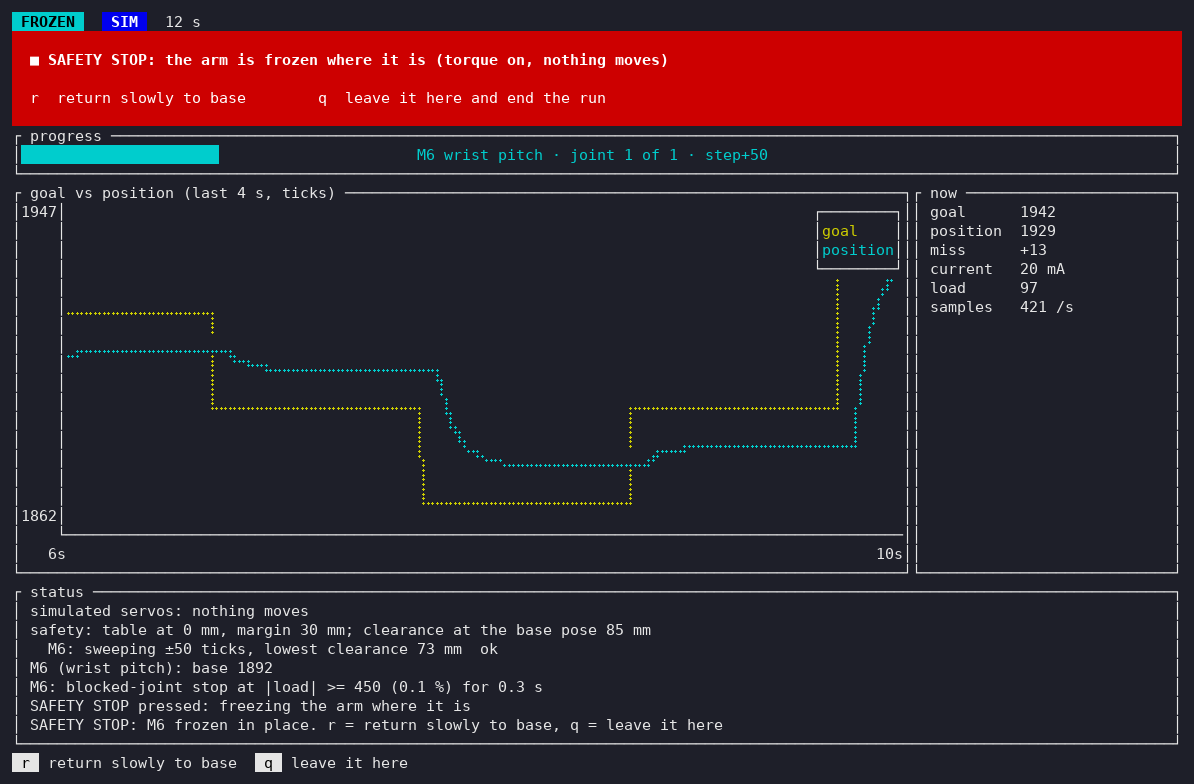 FROZEN SIM 12 s
■ SAFETY STOP: the arm is frozen where it is (torque on, nothing moves)
r return slowly to base q leave it here and end the run
progress
M6 wrist pitch · joint 1 of 1 · step+50
goal vs position (last 4 s, ticks)
1947
goal
position
1862
6s 10s
now
goal 1942
position 1929
miss +13
current 20 mA
load 97
samples 421 /s
status
simulated servos: nothing moves
safety: table at 0 mm, margin 30 mm; clearance at the base pose 85 mm
M6: sweeping ±50 ticks, lowest clearance 73 mm ok
M6 (wrist pitch): base 1892
M6: blocked-joint stop at |load| >= 450 (0.1 %) for 0.3 s
SAFETY STOP pressed: freezing the arm where it is
SAFETY STOP: M6 frozen in place. r = return slowly to base, q = leave it here
r return slowly to base q leave it here